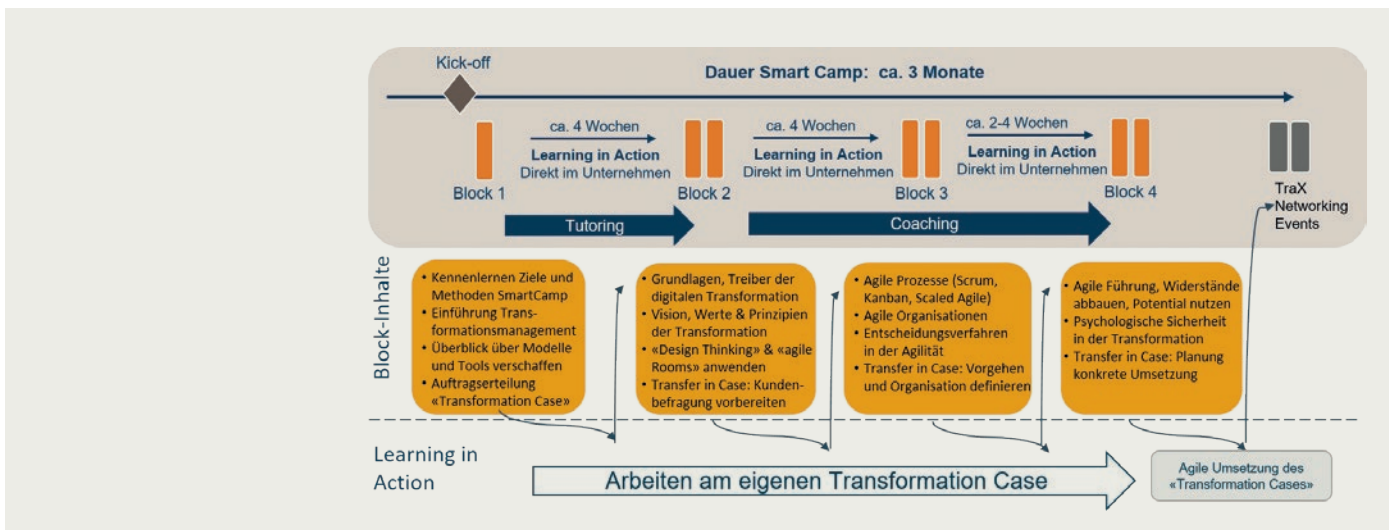 Kick-off
Dauer Smart Camp: ca. 3 Monate
ca. 4 Wochen
Learning in Action
Direkt im Unternehmen
ca. 4 Wochen
Learning in Action
Direkt im Unternehmen
ca. 2-4 Wochen
Learning in Action
Direkt im Unternehmen
Block 1
Block 2
Block 3
Block 4
TraX
Networking
Events
Tutoring
Coaching
Block-Inhalte
• Kennenlernen Ziele und
Methoden SmartCamp
• Einführung Trans-
formationsmanagement
• Überblick über Modelle
und Tools verschaffen
• Auftragserteilung
«Transformation Case»
• Grundlagen, Treiber der
digitalen Transformation
• Vision, Werte & Prinzipien
der Transformation
• «Design Thinking» & «agile
Rooms» anwenden
• Transfer in Case: Kunden-
befragung vorbereiten
• Agile Prozesse (Scrum,
Kanban, Scaled Agile)
• Agile Organisationen
• Entscheidungsverfahren
in der Agilität
• Transfer in Case: Vorgehen
und Organisation definieren
• Agile Führung, Widerstände
abbauen, Potential nutzen
• Psychologische Sicherheit
in der Transformation
• Transfer in Case: Planung
konkrete Umsetzung
Learning in
Action
Arbeiten am eigenen Transformation Case
Agile Umsetzung des
«Transformation Cases»